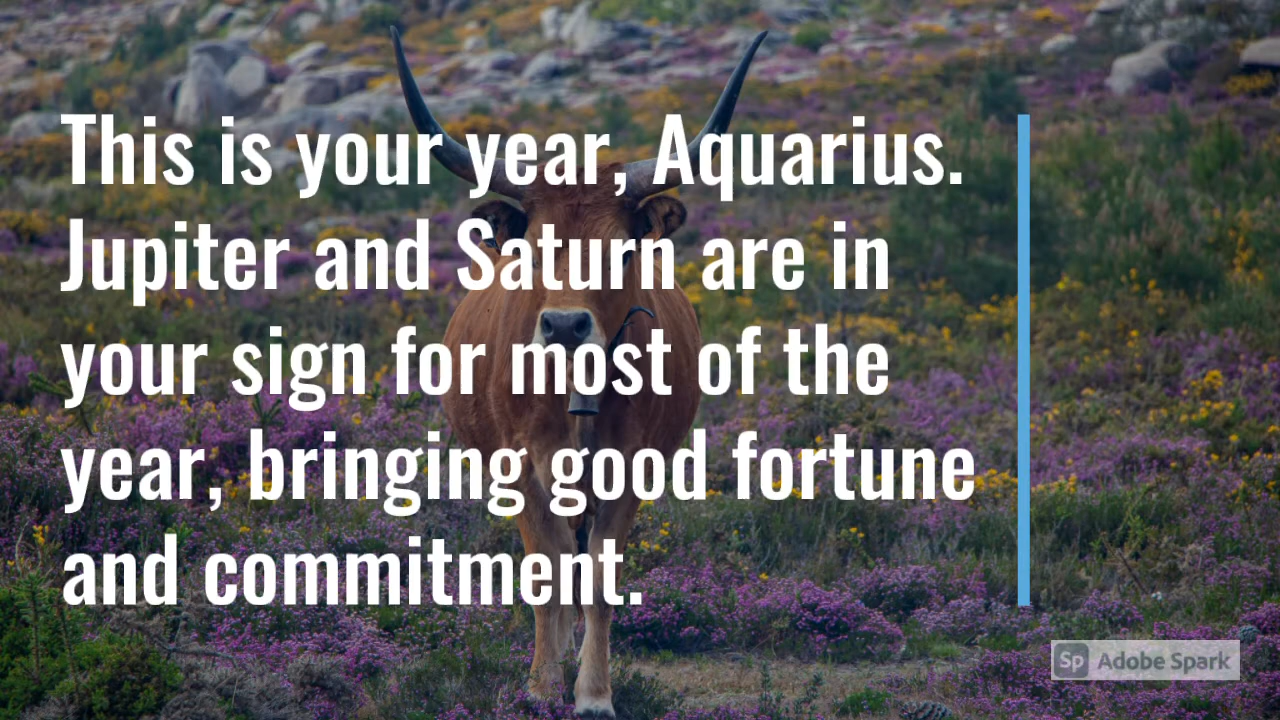 This is your year, Aquarius.
Jupiter and Saturn are in
your sign for most of the
year, bringing good fortune
and commitment.
Sp Adobe Spark